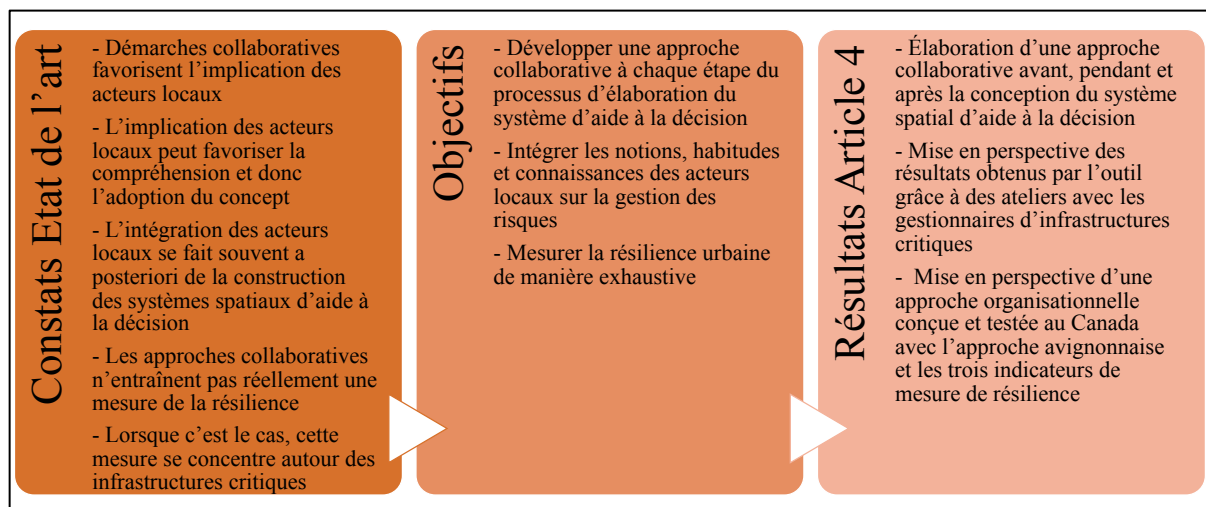 Constats Etat de l’art
- Démarches collaboratives
favorisent l’implication des
acteurs locaux
- L’implication des acteurs
locaux peut favoriser la
compréhension et donc
l’adoption du concept
- L’intégration des acteurs
locaux se fait souvent a
posteriori de la construction
des systèmes spatiaux d’aide à
la décision
- Les approches collaboratives
n’entraînent pas réellement une
mesure de la résilience
- Lorsque c’est le cas, cette
mesure se concentre autour des
infrastructures critiques
Objectifs
- Développer une approche
collaborative à chaque étape du
processus d’élaboration du
système d’aide à la décision
- Intégrer les notions, habitudes
et connaissances des acteurs
locaux sur la gestion des
risques
- Mesurer la résilience urbaine
de manière exhaustive
Résultats Article 4
- Élaboration d’une approche
collaborative avant, pendant et
après la conception du système
spatial d’aide à la décision
- Mise en perspective des
résultats obtenus par l’outil
grâce à des ateliers avec les
gestionnaires d’infrastructures
critiques
- Mise en perspective d’une
approche organisationnelle
conçue et testée au Canada
avec l’approche avignonnaise
et les trois indicateurs de
mesure de résilience